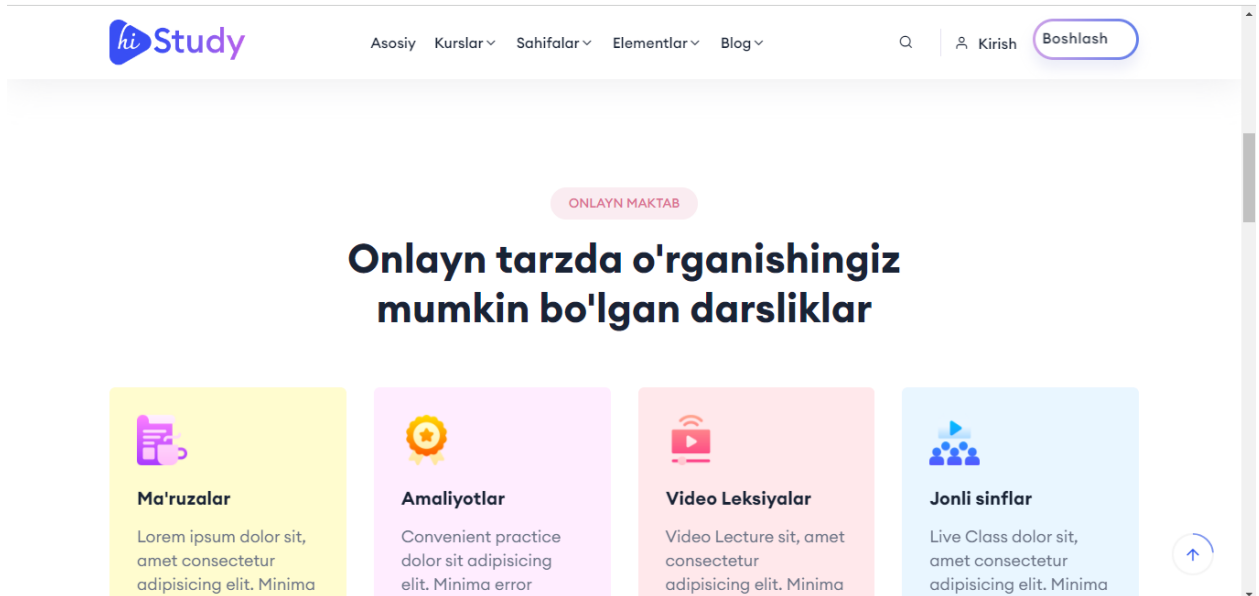 hi Study
Asosiy Kurslar Sahifalar Elementlar Blog Kirish Boshlash
ONLAYN MAKTAB
Onlayn tarzda o'rganishingiz
mumkin bo'lgan darsliklar
Ma'ruzalar
Lorem ipsum dolor sit,
amet consectetur
adipisicing elit. Minima
Amaliyotlar
Convenient practice
dolor sit adipisicing
elit. Minima error
Video Leksiyalar
Video Lecture sit, amet
consectetur
adipisicing elit. Minima
Jonli sinflar
Live Class dolor sit,
amet consectetur
adipisicing elit. Minima